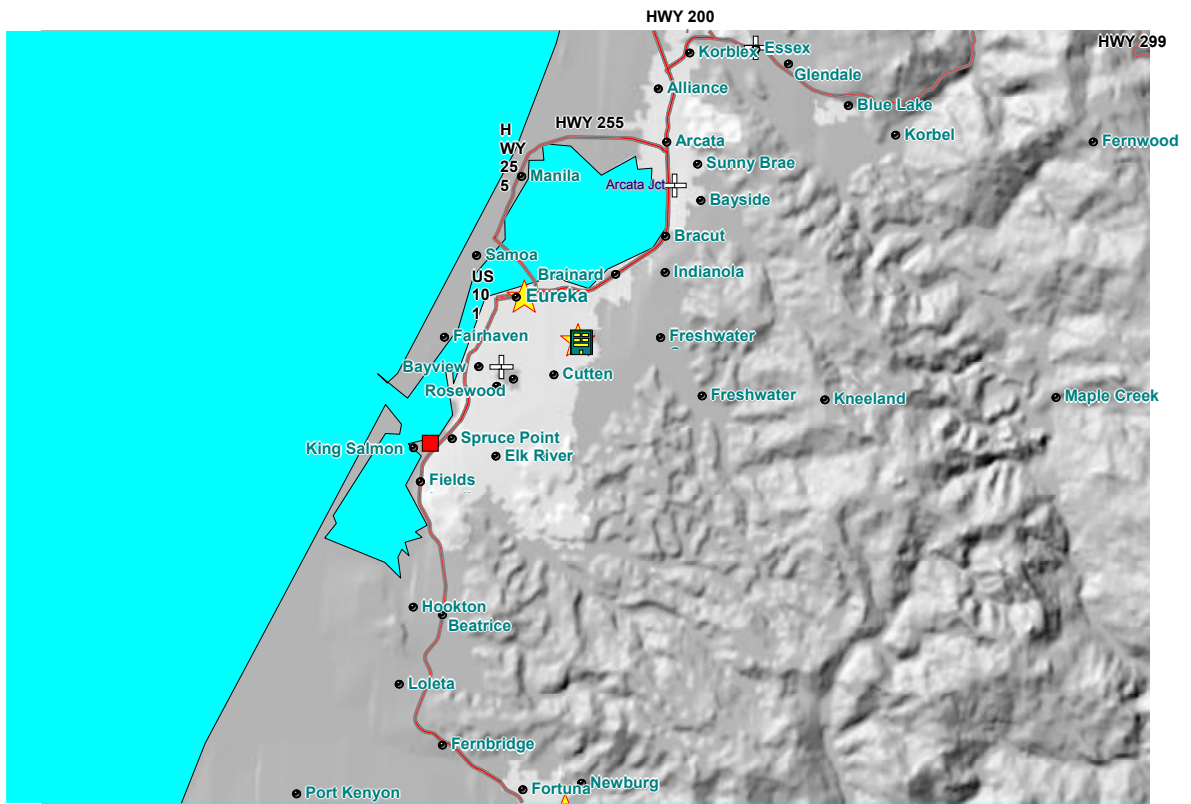 HWY 200
HWY 299
Korblex
Essex
Glendale
Alliance
Blue Lake
HWY 255
H
WY
25
5
Arcata
Korbel
Fernwood
Sunny Brae
Manila
Arcata Jct
Bayside
Bracut
Samoa
Brainard
Indianola
US
10
1
Eureka
Fairhaven
Freshwater
Bayview
Cutten
Rosewood
Freshwater
Kneeland
Maple Creek
Spruce Point
King Salmon
Elk River
Fields
Hookton
Beatrice
Loleta
Fernbridge
Newburg
Fortuna
Port Kenyon